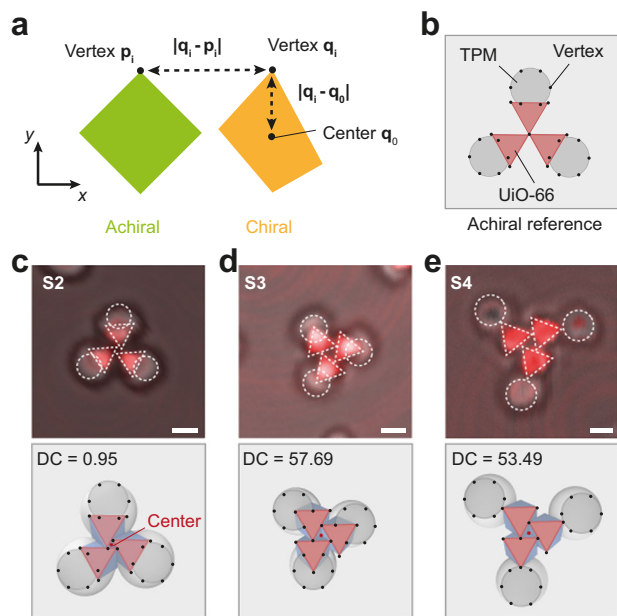 a
Vertex pi
|qi - pi|
Vertex qi
|qi - q0|
Center q0
y
x
Achiral
Chiral
b
TPM
Vertex
UiO-66
Achiral reference
c
S2
d
S3
e
S4
DC = 0.95
Center
DC = 57.69
DC = 53.49